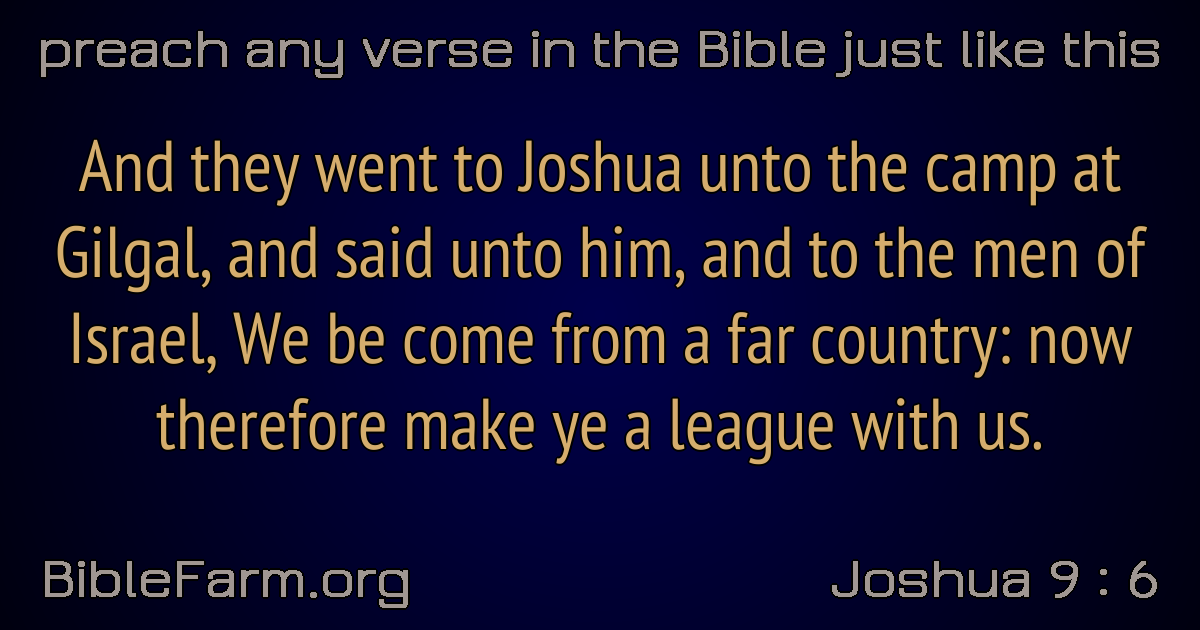 preach any verse in the Bible just like this
And they went to Joshua unto the camp at
Gilgal, and said unto him, and to the men of
Israel, We be come from a far country: now
therefore make ye a league with us.
BibleFarm.org
Joshua 9 : 6